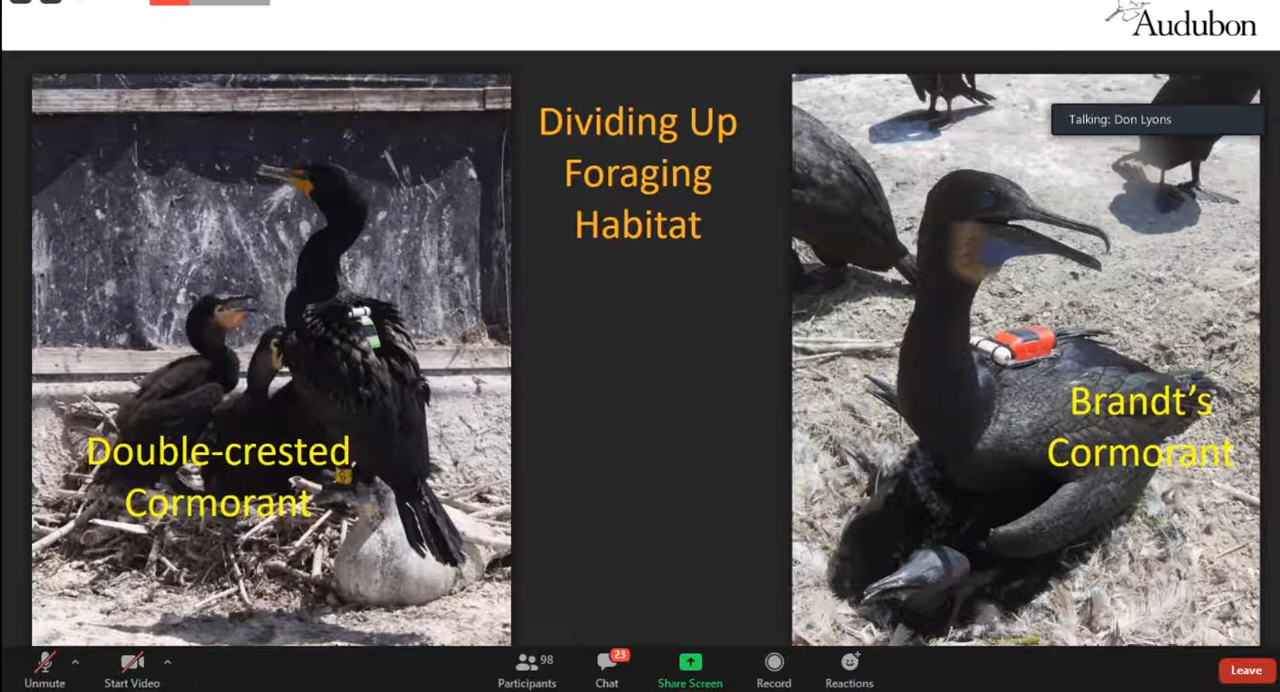 Audubon
Dividing Up
Foraging
Habitat
Talking: Don Lyons
Double-crested
Cormorant
Brandt's
Cormorant
Unmute
Start Video
98
Participants
23
Chat
Share Screen
Record
Reactions
Leave